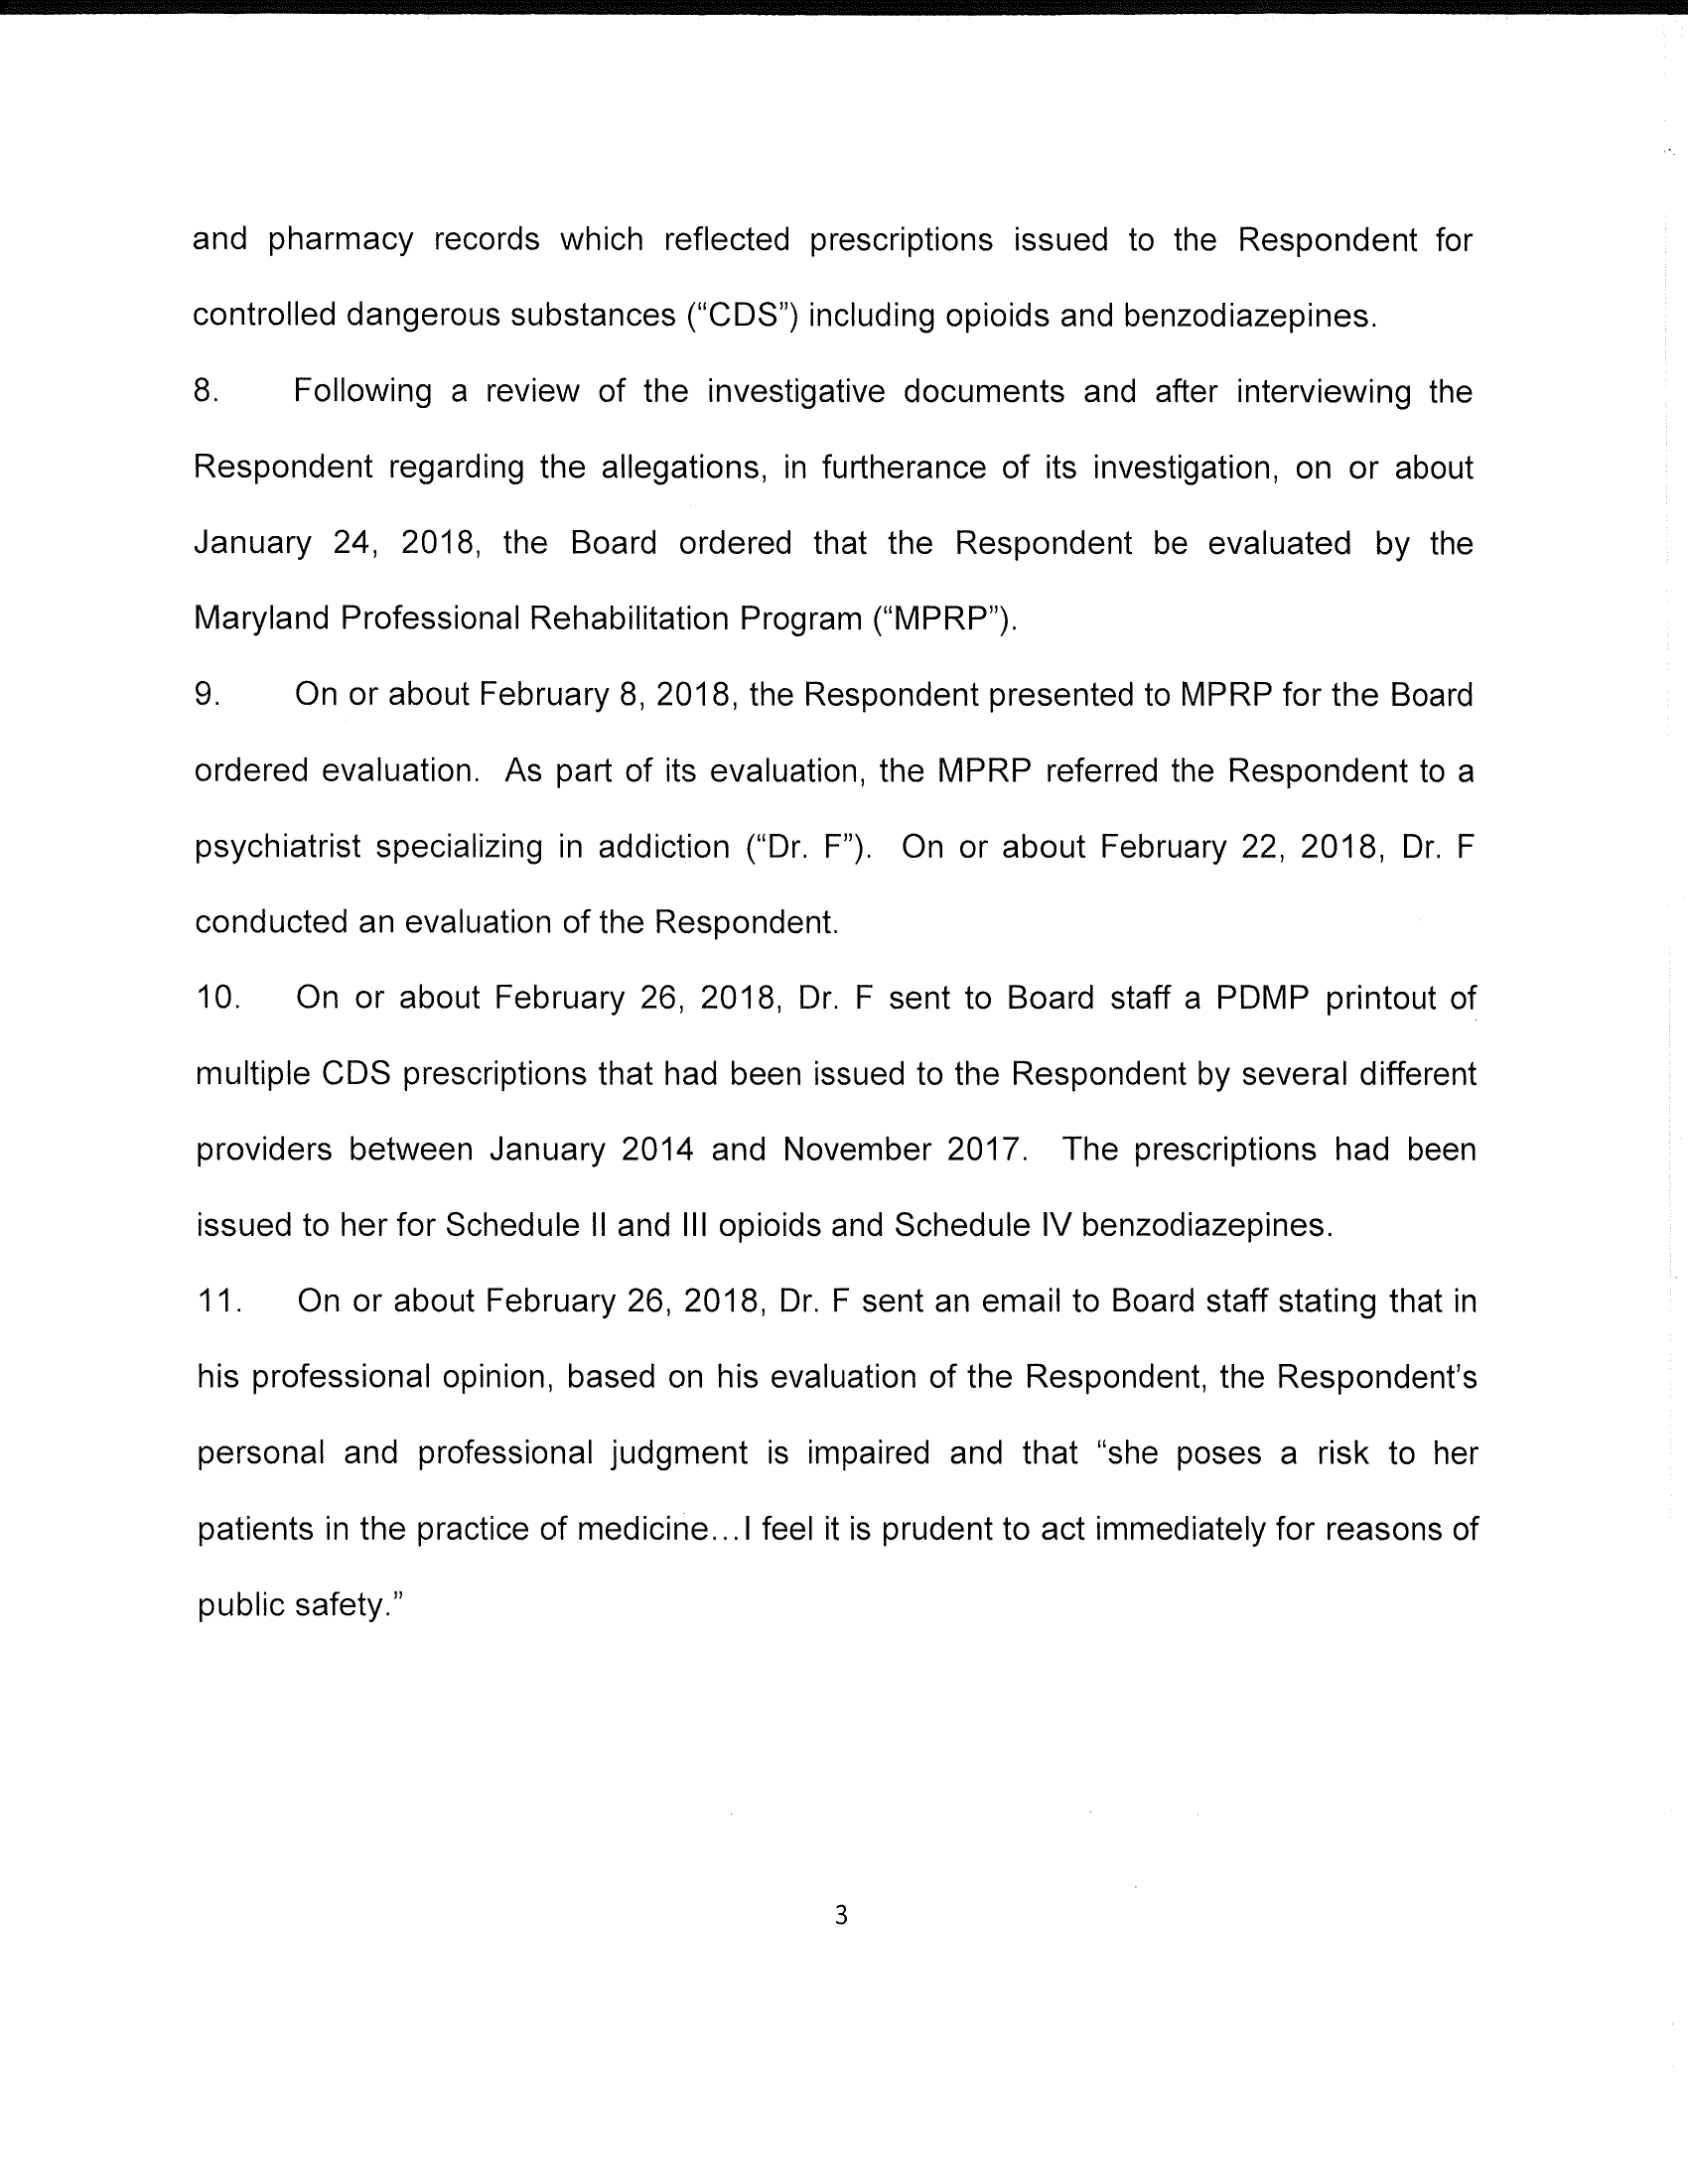 and pharmacy records which reflected prescriptions issued to the Respondent for
controlled dangerous substances (“CDS”) including opioids and benzodiazepines.
8. Following a review of the investigative documents and after interviewing the
Respondent regarding the allegations, in furtherance of its investigation, on or about
January 24, 2018, the Board ordered that the Respondent be evaluated by the
Maryland Professional Rehabilitation Program (“MPRP”).
9. On or about February 8, 2018, the Respondent presented to MPRP for the Board
ordered evaluation. As part of its evaluation, the MPRP referred the Respondent to a
psychiatrist specializing in addiction (“Dr. F”). On or about February 22, 2018, Dr. F
conducted an evaluation of the Respondent.
10. On or about February 26, 2018, Dr. F sent to Board staff a PDMP printout of
multiple CDS prescriptions that had been issued to the Respondent by several different
providers between January 2014 and November 2017. The prescriptions had been
issued to her for Schedule II and III opioids and Schedule IV benzodiazepines.
11. On or about February 26, 2018, Dr. F sent an email to Board staff stating that in
his professional opinion, based on his evaluation of the Respondent, the Respondent’s
personal and professional judgment is impaired and that “she poses a risk to her
patients in the practice of medicine...I feel it is prudent to act immediately for reasons of
public safety.”
3